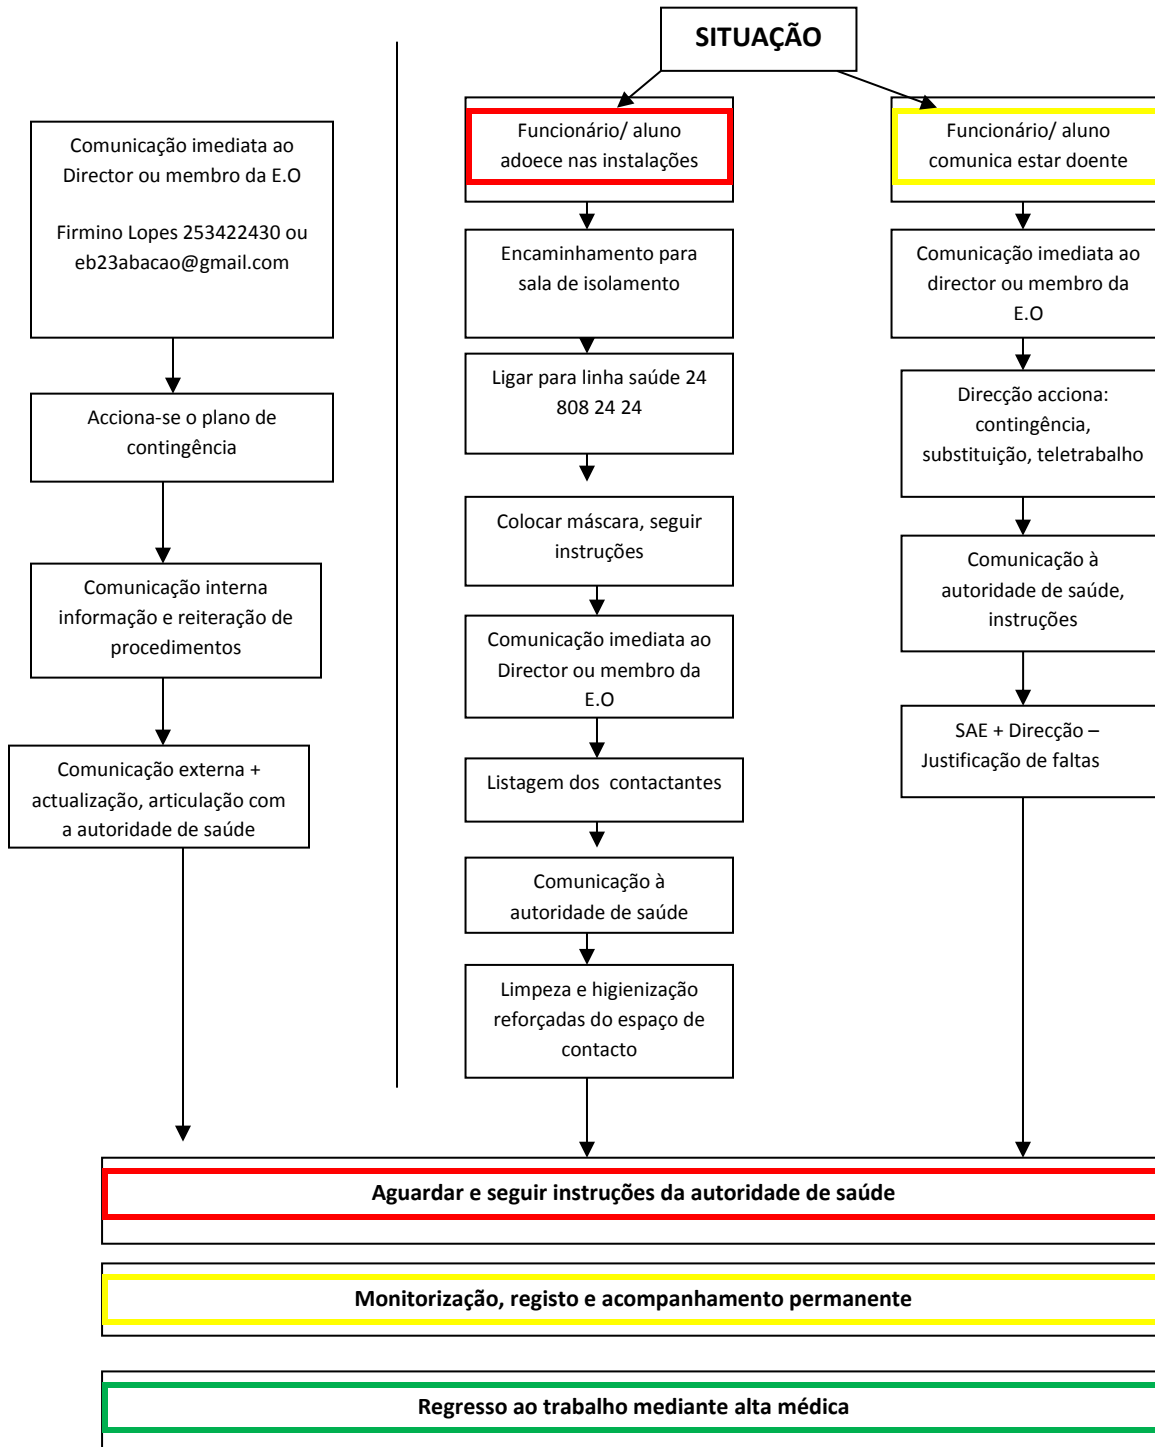 SITUAÇÃO
Comunicação imediata ao
Director ou membro da E.O
Firmino Lopes 253422430 ou
eb23abacao@gmail.com
Acciona-se o plano de
contingência
Comunicação interna
informação e reiteração de
procedimentos
Comunicação externa +
actualização, articulação com
a autoridade de saúde
Funcionário/ aluno
adoece nas instalações
Encaminhamento para
sala de isolamento
Ligar para linha saúde 24
808 24 24
Colocar máscara, seguir
instruções
Comunicação imediata ao
Director ou membro da
E.O
Listagem dos contactantes
Comunicação à
autoridade de saúde
Limpeza e higienização
reforçadas do espaço de
contacto
Funcionário/ aluno
comunica estar doente
Comunicação imediata ao
director ou membro da
E.O
Direcção acciona:
contingência,
substituição, teletrabalho
Comunicação à
autoridade de saúde,
instruções
SAE + Direcção –
Justificação de faltas
Aguardar e seguir instruções da autoridade de saúde
Monitorização, registo e acompanhamento permanente
Regresso ao trabalho mediante alta médica